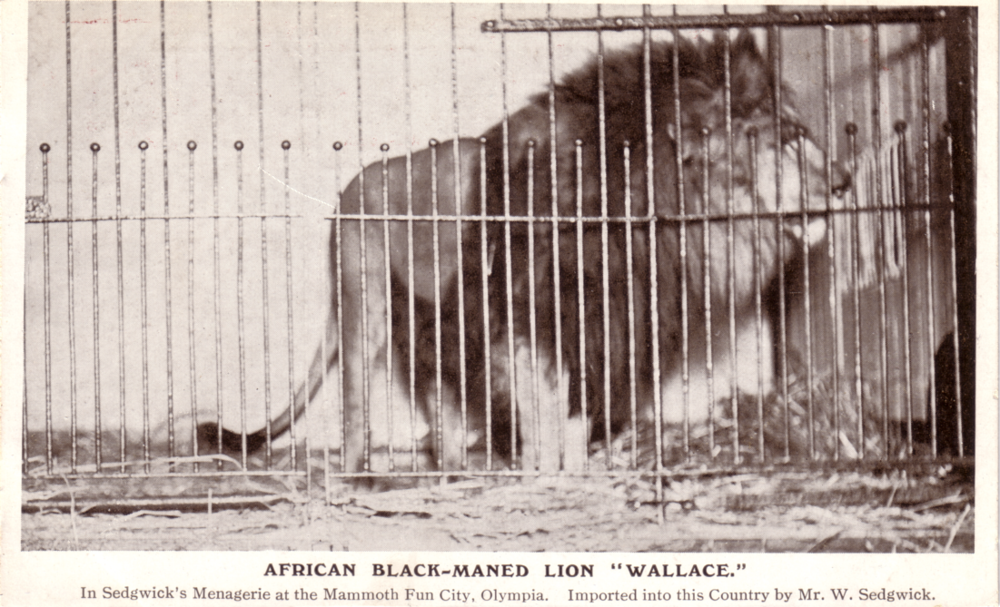 AFRICAN BLACK-MANED LION “WALLACE.”
In Sedgwick's Menagerie at the Mammoth Fun City, Olympia. Imported into this Country by Mr. W. Sedgwick.